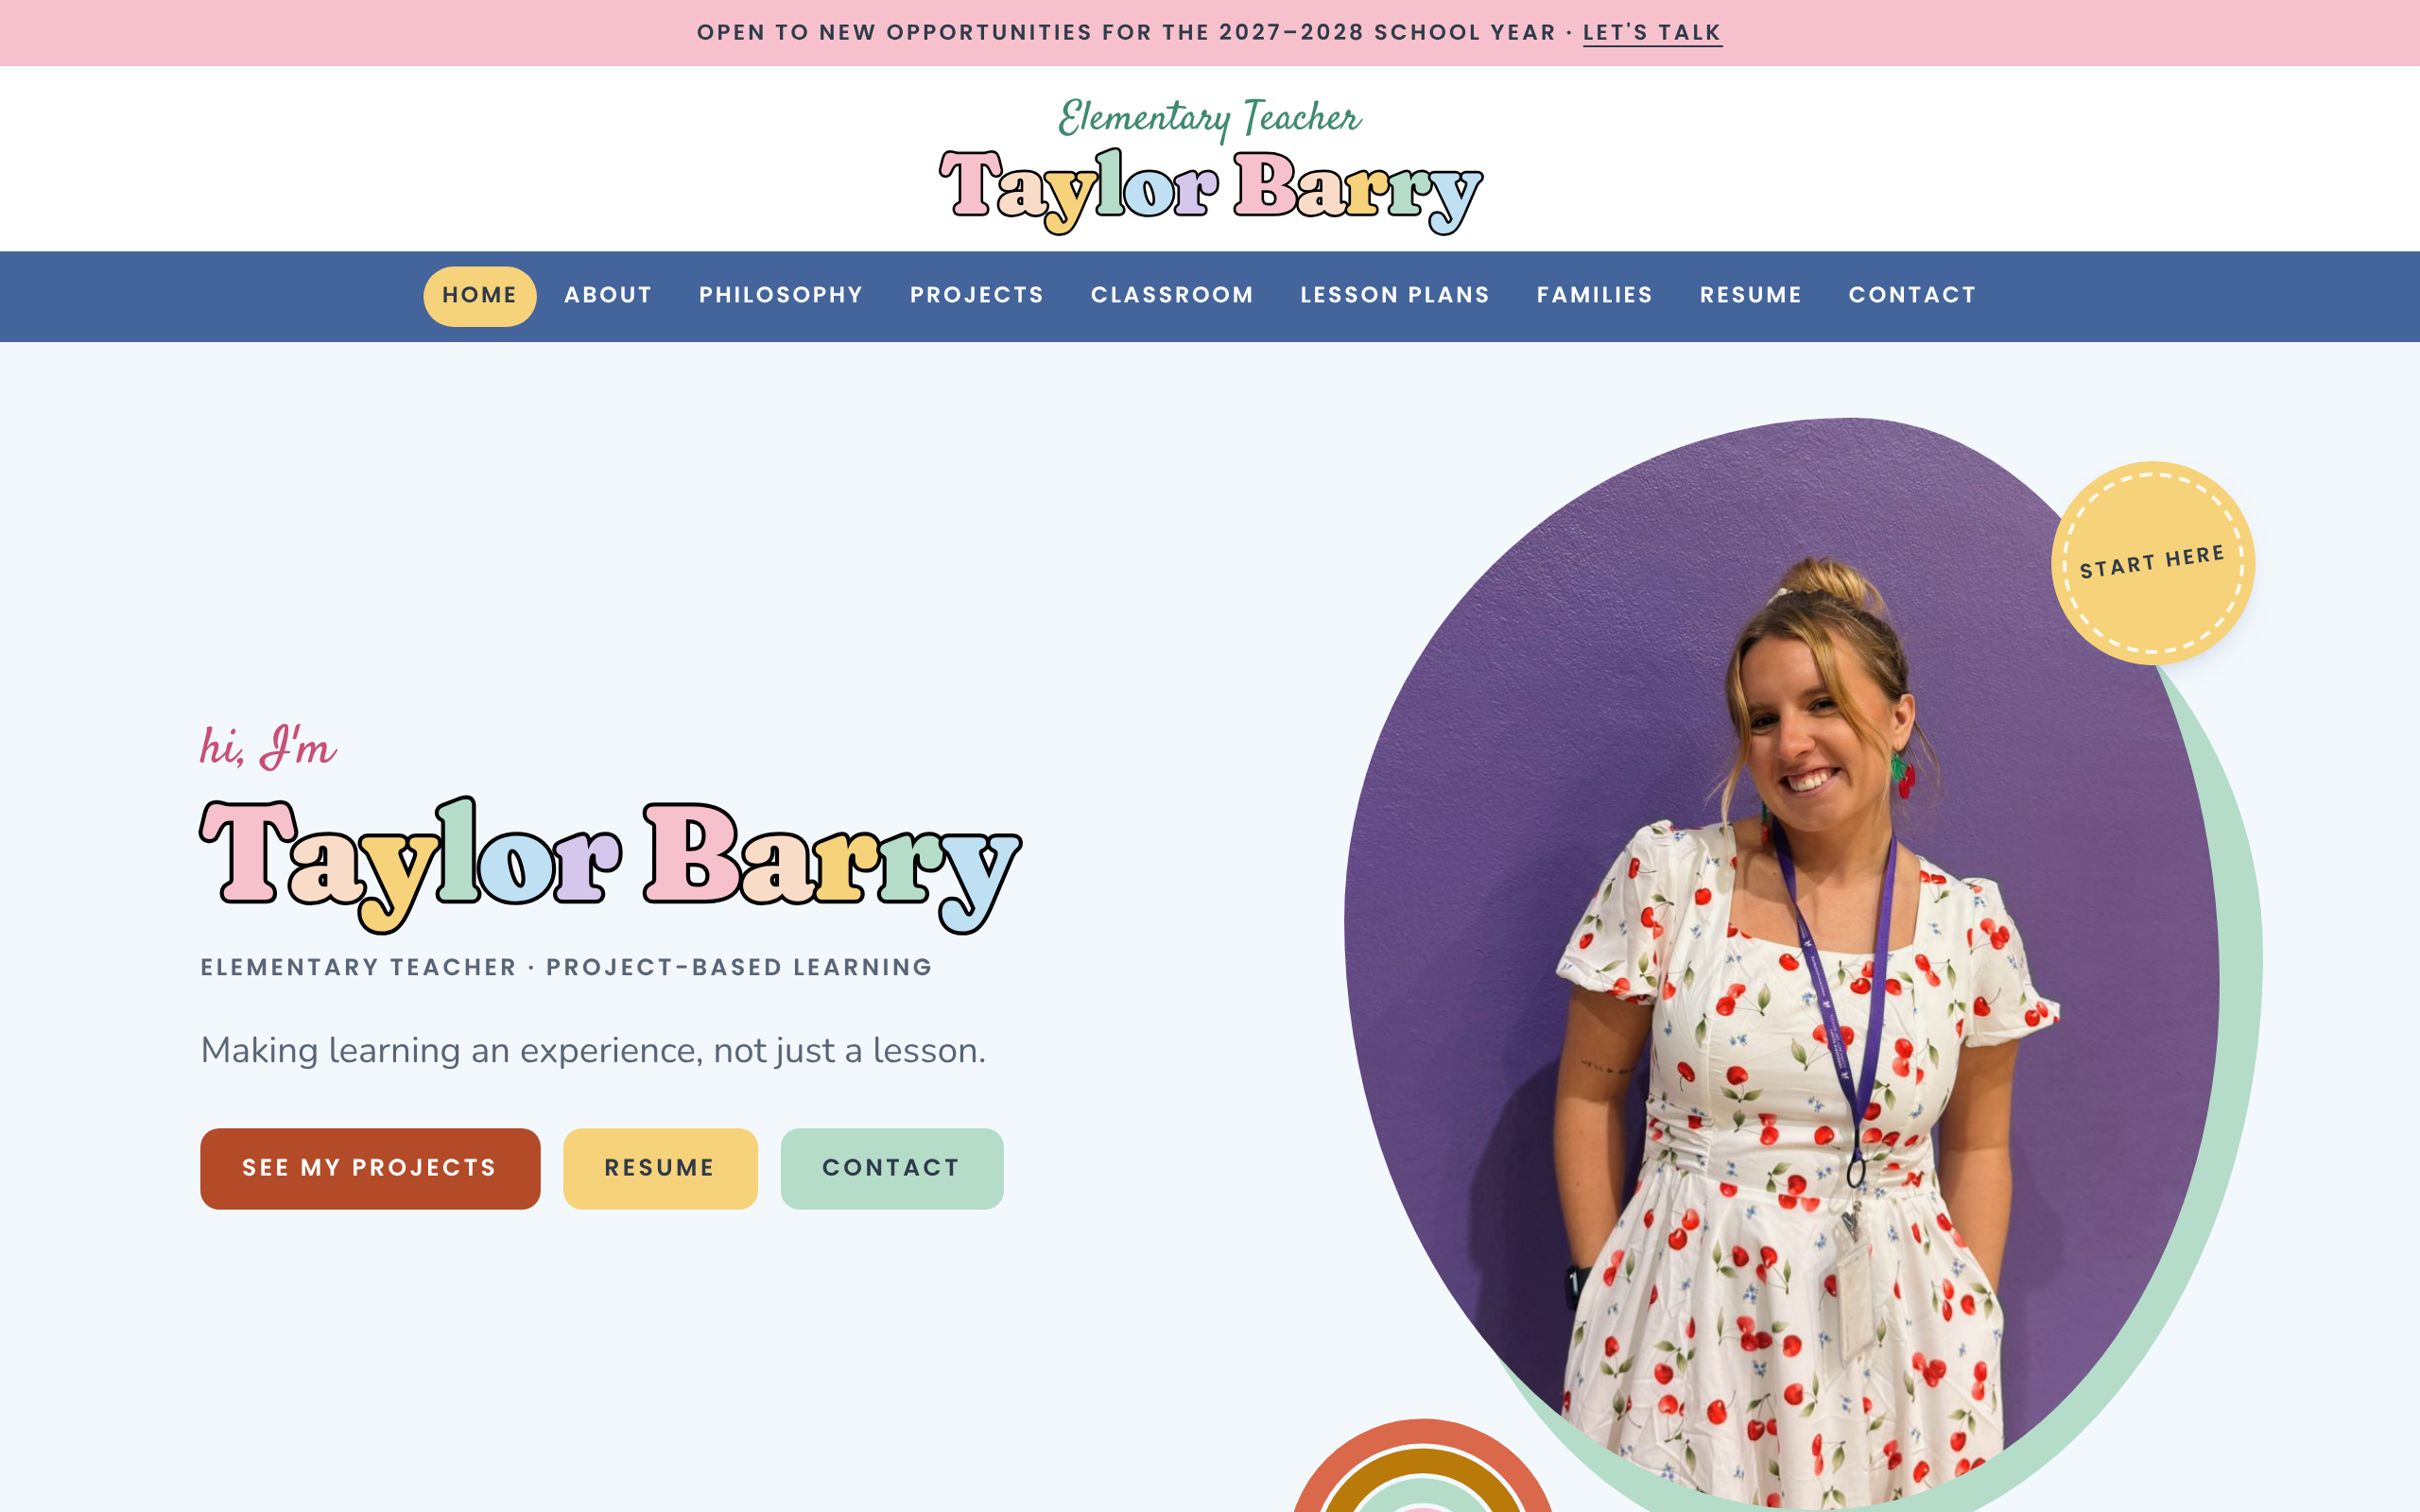 OPEN TO NEW OPPORTUNITIES FOR THE 2027–2028 SCHOOL YEAR · LET'S TALK
Elementary Teacher
Taylor Barry
HOME ABOUT PHILOSOPHY PROJECTS CLASSROOM LESSON PLANS FAMILIES RESUME CONTACT
START HERE
hi, I'm
Taylor Barry
ELEMENTARY TEACHER · PROJECT-BASED LEARNING
Making learning an experience, not just a lesson.
SEE MY PROJECTS RESUME CONTACT